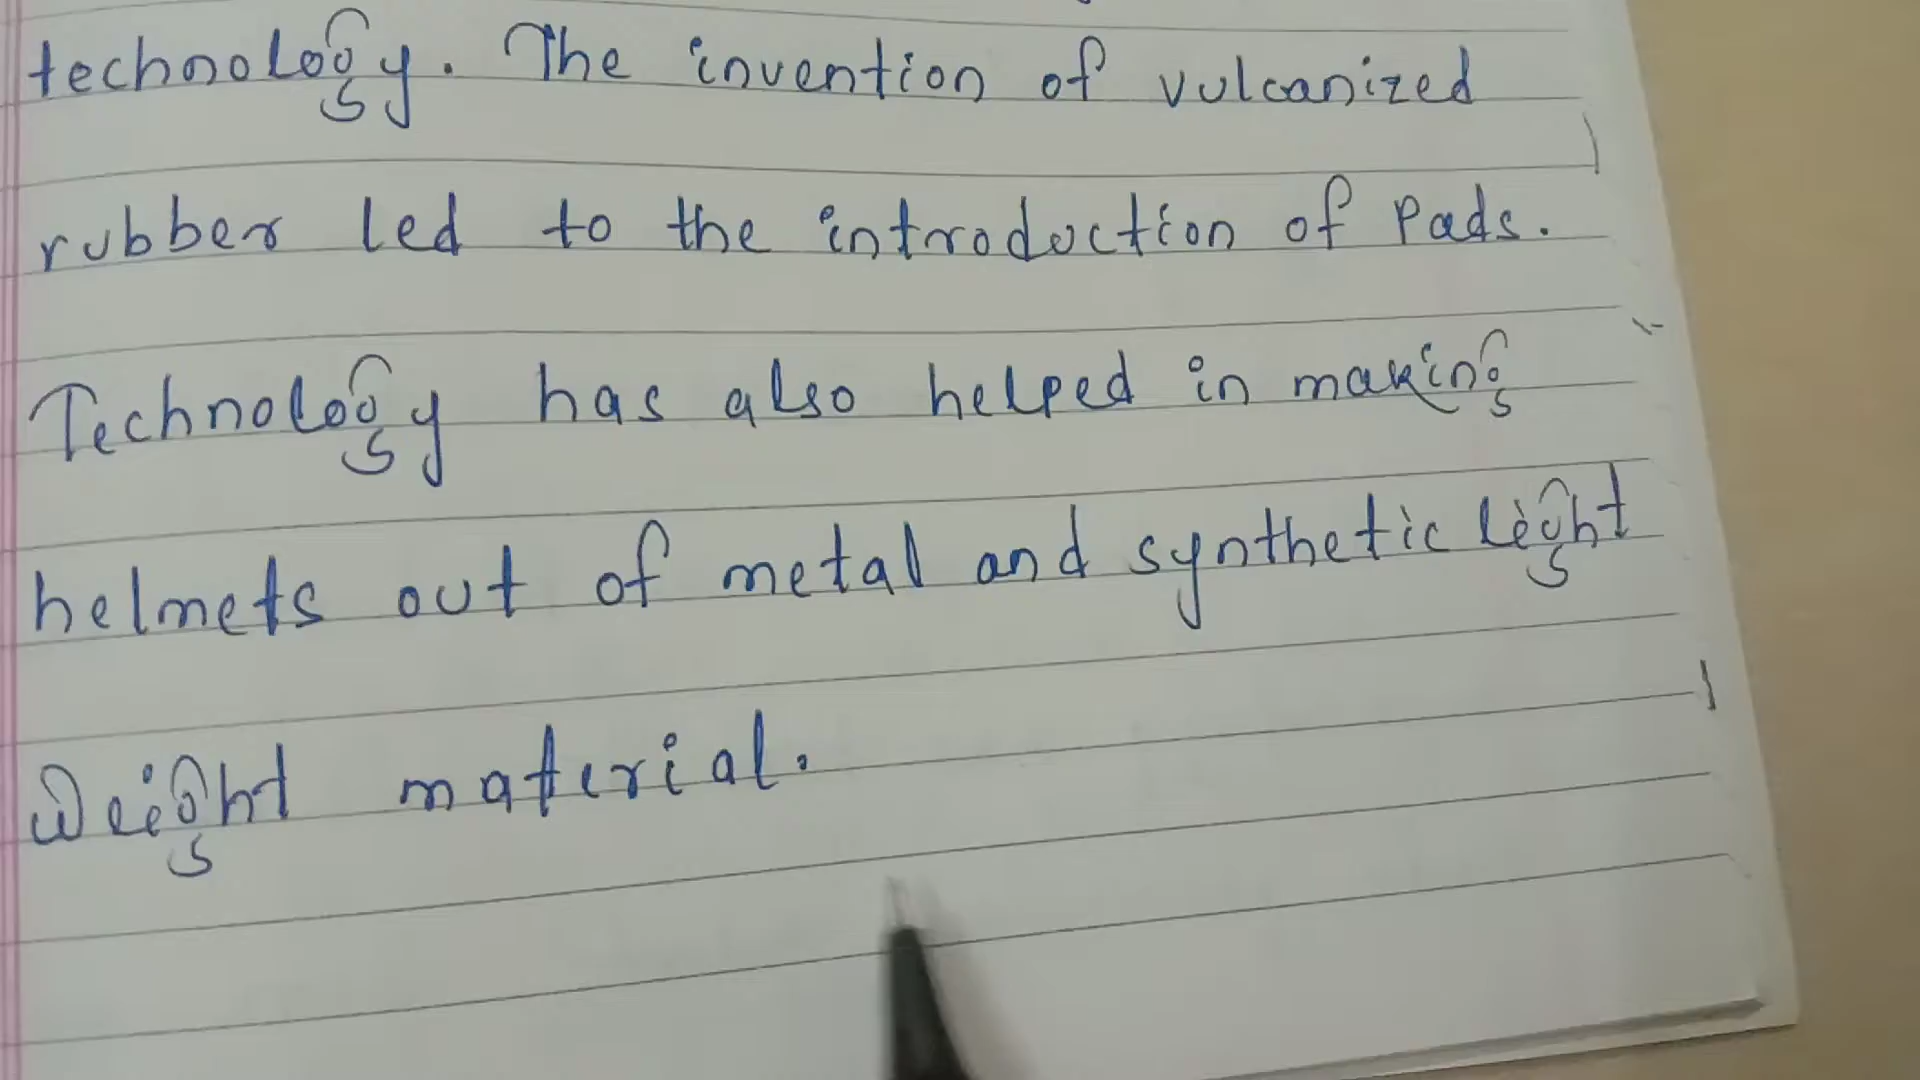 technology. The invention of vulcanized
rubber led to the introduction of Pads.
Technology has also helped in making
helmets out of metal and synthetic light
Weight material.